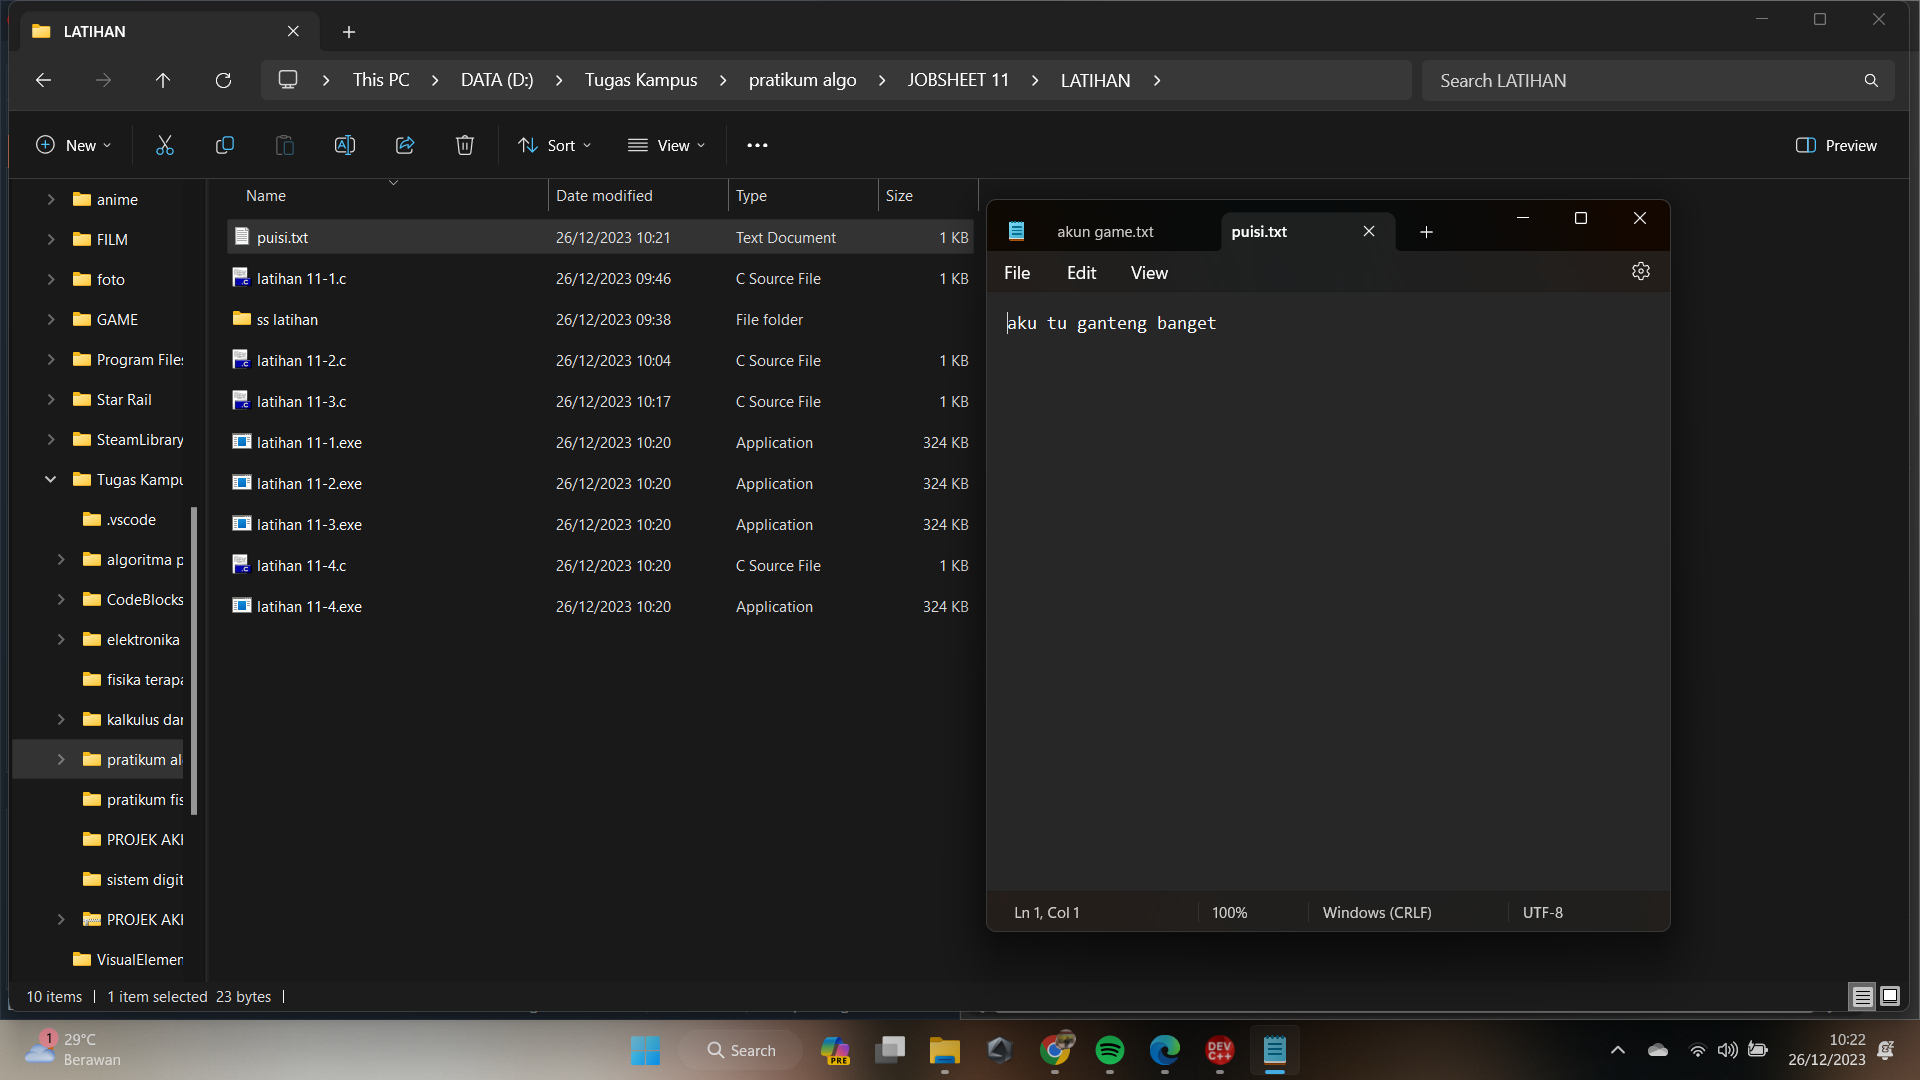 LATIHAN
This PC
DATA (D:)
Tugas Kampus
pratikum algo
JOBSHEET 11
LATIHAN
Search LATIHAN
New
Sort
View
Preview
anime
FILM
foto
GAME
Program Files
Star Rail
SteamLibrary
Tugas Kampu
.vscode
algoritma p
CodeBlocks
elektronika
fisika terapa
kalkulus dar
pratikum al
pratikum fis
PROJEK AKI
sistem digit
PROJEK AKI
VisualElemen
Name Date modified Type Size
puisi.txt 26/12/2023 10:21 Text Document 1 KB
latihan 11-1.c 26/12/2023 09:46 C Source File 1 KB
ss latihan 26/12/2023 09:38 File folder
latihan 11-2.c 26/12/2023 10:04 C Source File 1 KB
latihan 11-3.c 26/12/2023 10:17 C Source File 1 KB
latihan 11-1.exe 26/12/2023 10:20 Application 324 KB
latihan 11-2.exe 26/12/2023 10:20 Application 324 KB
latihan 11-3.exe 26/12/2023 10:20 Application 324 KB
latihan 11-4.c 26/12/2023 10:20 C Source File 1 KB
latihan 11-4.exe 26/12/2023 10:20 Application 324 KB
akun game.txt
puisi.txt
File Edit View
aku tu ganteng banget
Ln 1, Col 1 100% Windows (CRLF) UTF-8
10 items 1 item selected 23 bytes
1
29°C
Berawan
Search
PRE
DEV
C++
10:22
26/12/2023